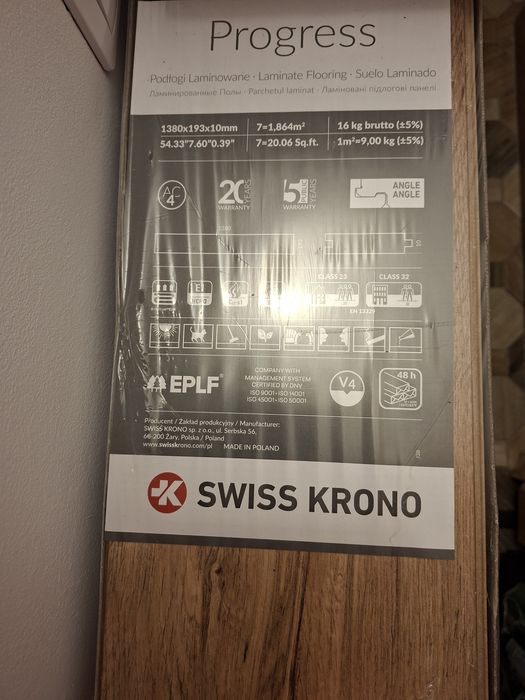 Progress
Podłogi Laminowane · Laminate Flooring · Suelo Laminado
Ламинированные Полы · Parchetul laminat · Ламіновані підлогові панелі
1380x193x10mm 7=1,864m² 16 kg brutto (±5%)
54.33"7.60"0.39" 7=20.06 Sq.ft. 1m²=9,00 kg (±5%)
AC4 20 YEARS WARRANTY 5 PUBLIC YEARS WARRANTY ANGLE ANGLE
1380
CLASS 23 CLASS 32
E1
EN 13329
EPLF®
COMPANY WITH
MANAGEMENT SYSTEM
CERTIFIED BY DNV
ISO 9001 · ISO 14001
ISO 45001 · ISO 50001
V4
48 h
Producent / Zakład produkcyjny / Manufacturer:
SWISS KRONO sp. z o.o., ul. Serbska 56,
68-200 Żary, Polska / Poland
www.swisskrono.com/pl MADE IN POLAND
SWISS KRONO